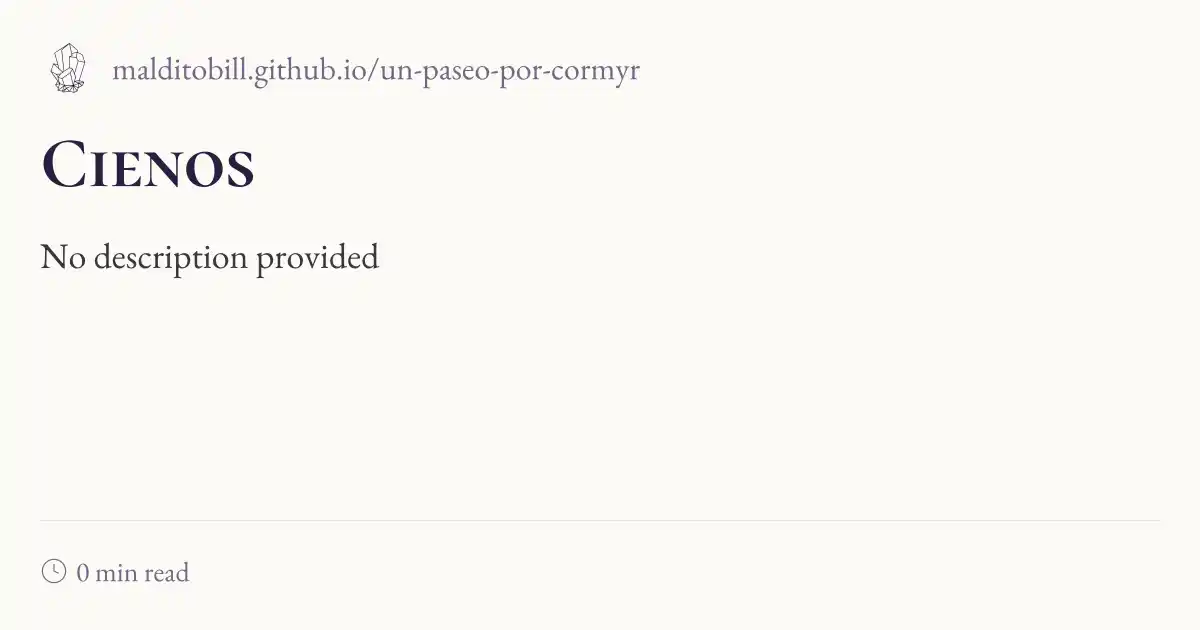 malditobill.github.io/un-paseo-por-cormyr
Cienos
No description provided
0 min read